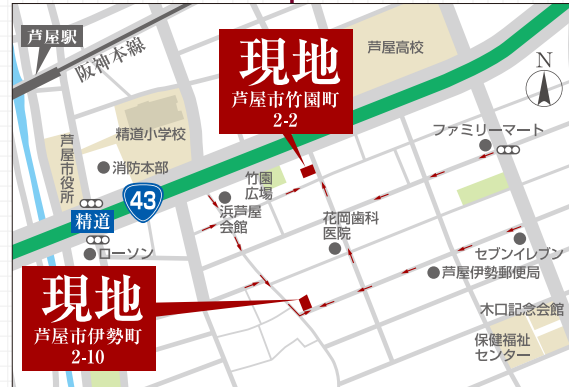 芦屋駅
阪神本線
現地
芦屋市竹園町
2-2
芦屋高校
N
ファミリーマート
精道小学校
芦屋市役所
消防本部
43
精道
ローソン
竹園
広場
浜芦屋
会館
花岡歯科
医院
セブンイレブン
芦屋伊勢郵便局
現地
芦屋市伊勢町
2-10
木口記念会館
保健福祉
センター